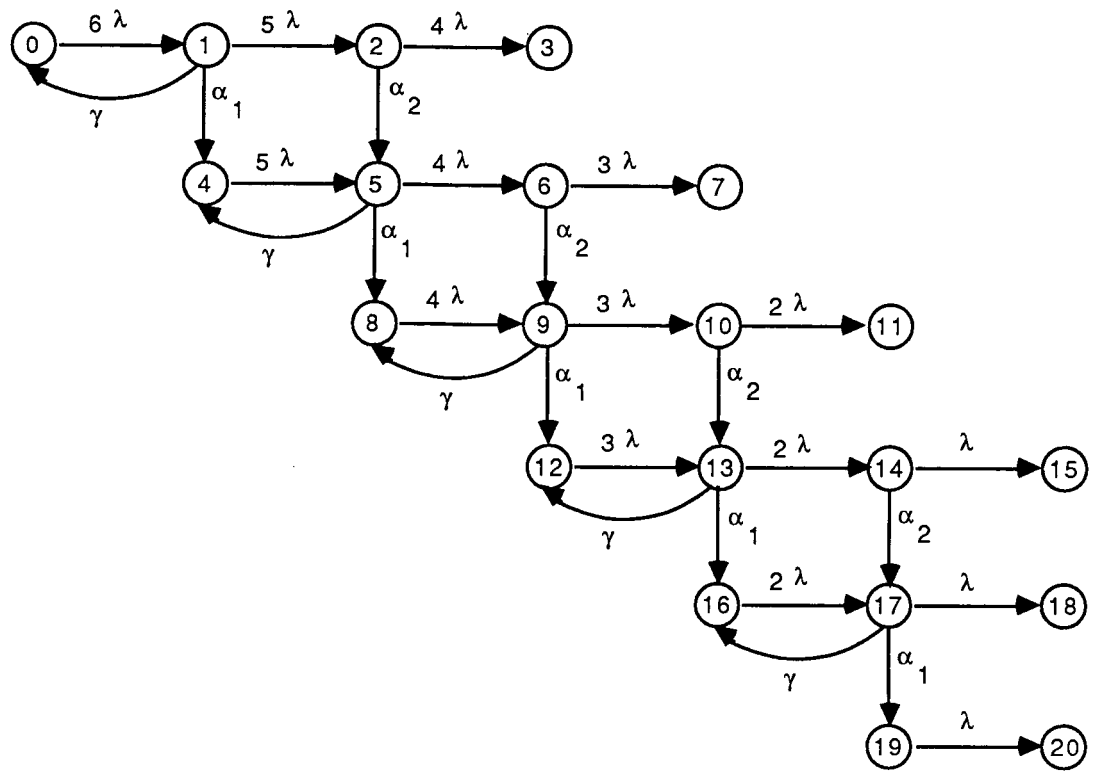 6 λ 5 λ 4 λ
0 1 2 3
γ α 1 α 2
5 λ 4 λ 3 λ
4 5 6 7
γ α 1 α 2
4 λ 3 λ 2 λ
8 9 10 11
γ α 1 α 2
3 λ 2 λ λ
12 13 14 15
γ α 1 α 2
2 λ λ
16 17 18
γ α 1
λ
19 20